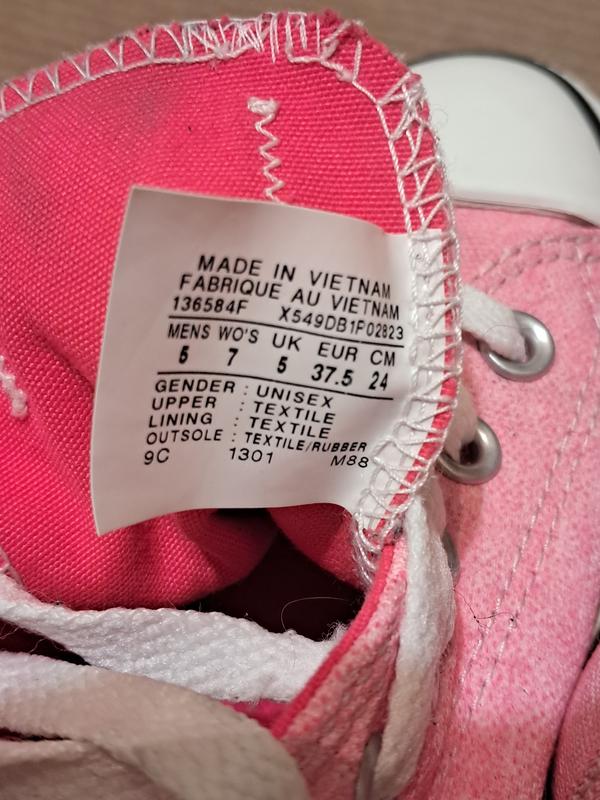 MADE IN VIETNAM
FABRIQUE AU VIETNAM
136584F X549DB1P02823
MENS WO'S UK EUR CM
5 7 5 37.5 24
GENDER : UNISEX
UPPER : TEXTILE
LINING : TEXTILE
OUTSOLE : TEXTILE/RUBBER
9C 1301 M88